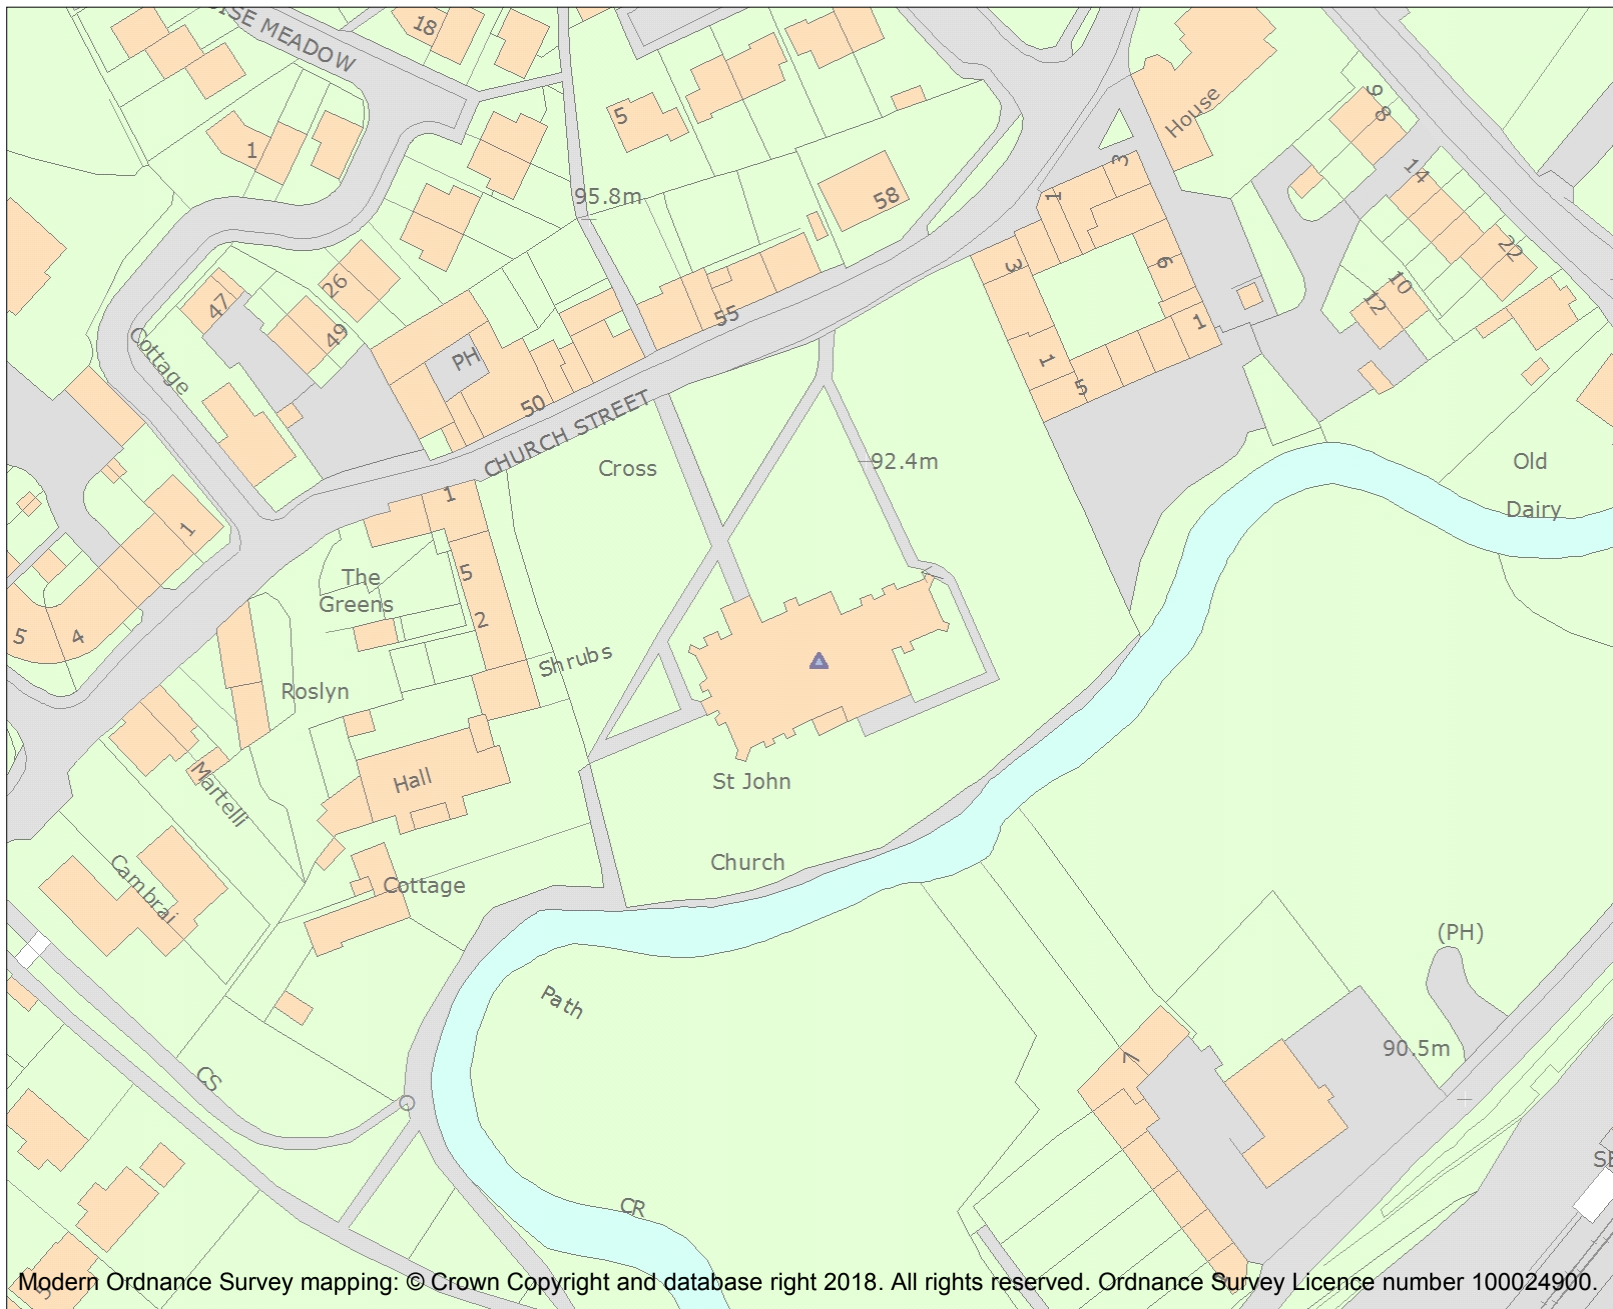 ISE MEADOW
18
5
1
House
9
8
14
22
10
12
95.8m
58
3
1
3
6
1
1
5
55
47
26
49
Cottage
PH
50
CHURCH STREET
Cross
92.4m
Old
Dairy
1
1
5
2
The
Greens
5
4
Shrubs
Roslyn
Martelli
Hall
St John
Church
Cambrai
Cottage
(PH)
Path
90.5m
7
CS
CR
5
Modern Ordnance Survey mapping: © Crown Copyright and database right 2018. All rights reserved. Ordnance Survey Licence number 100024900.